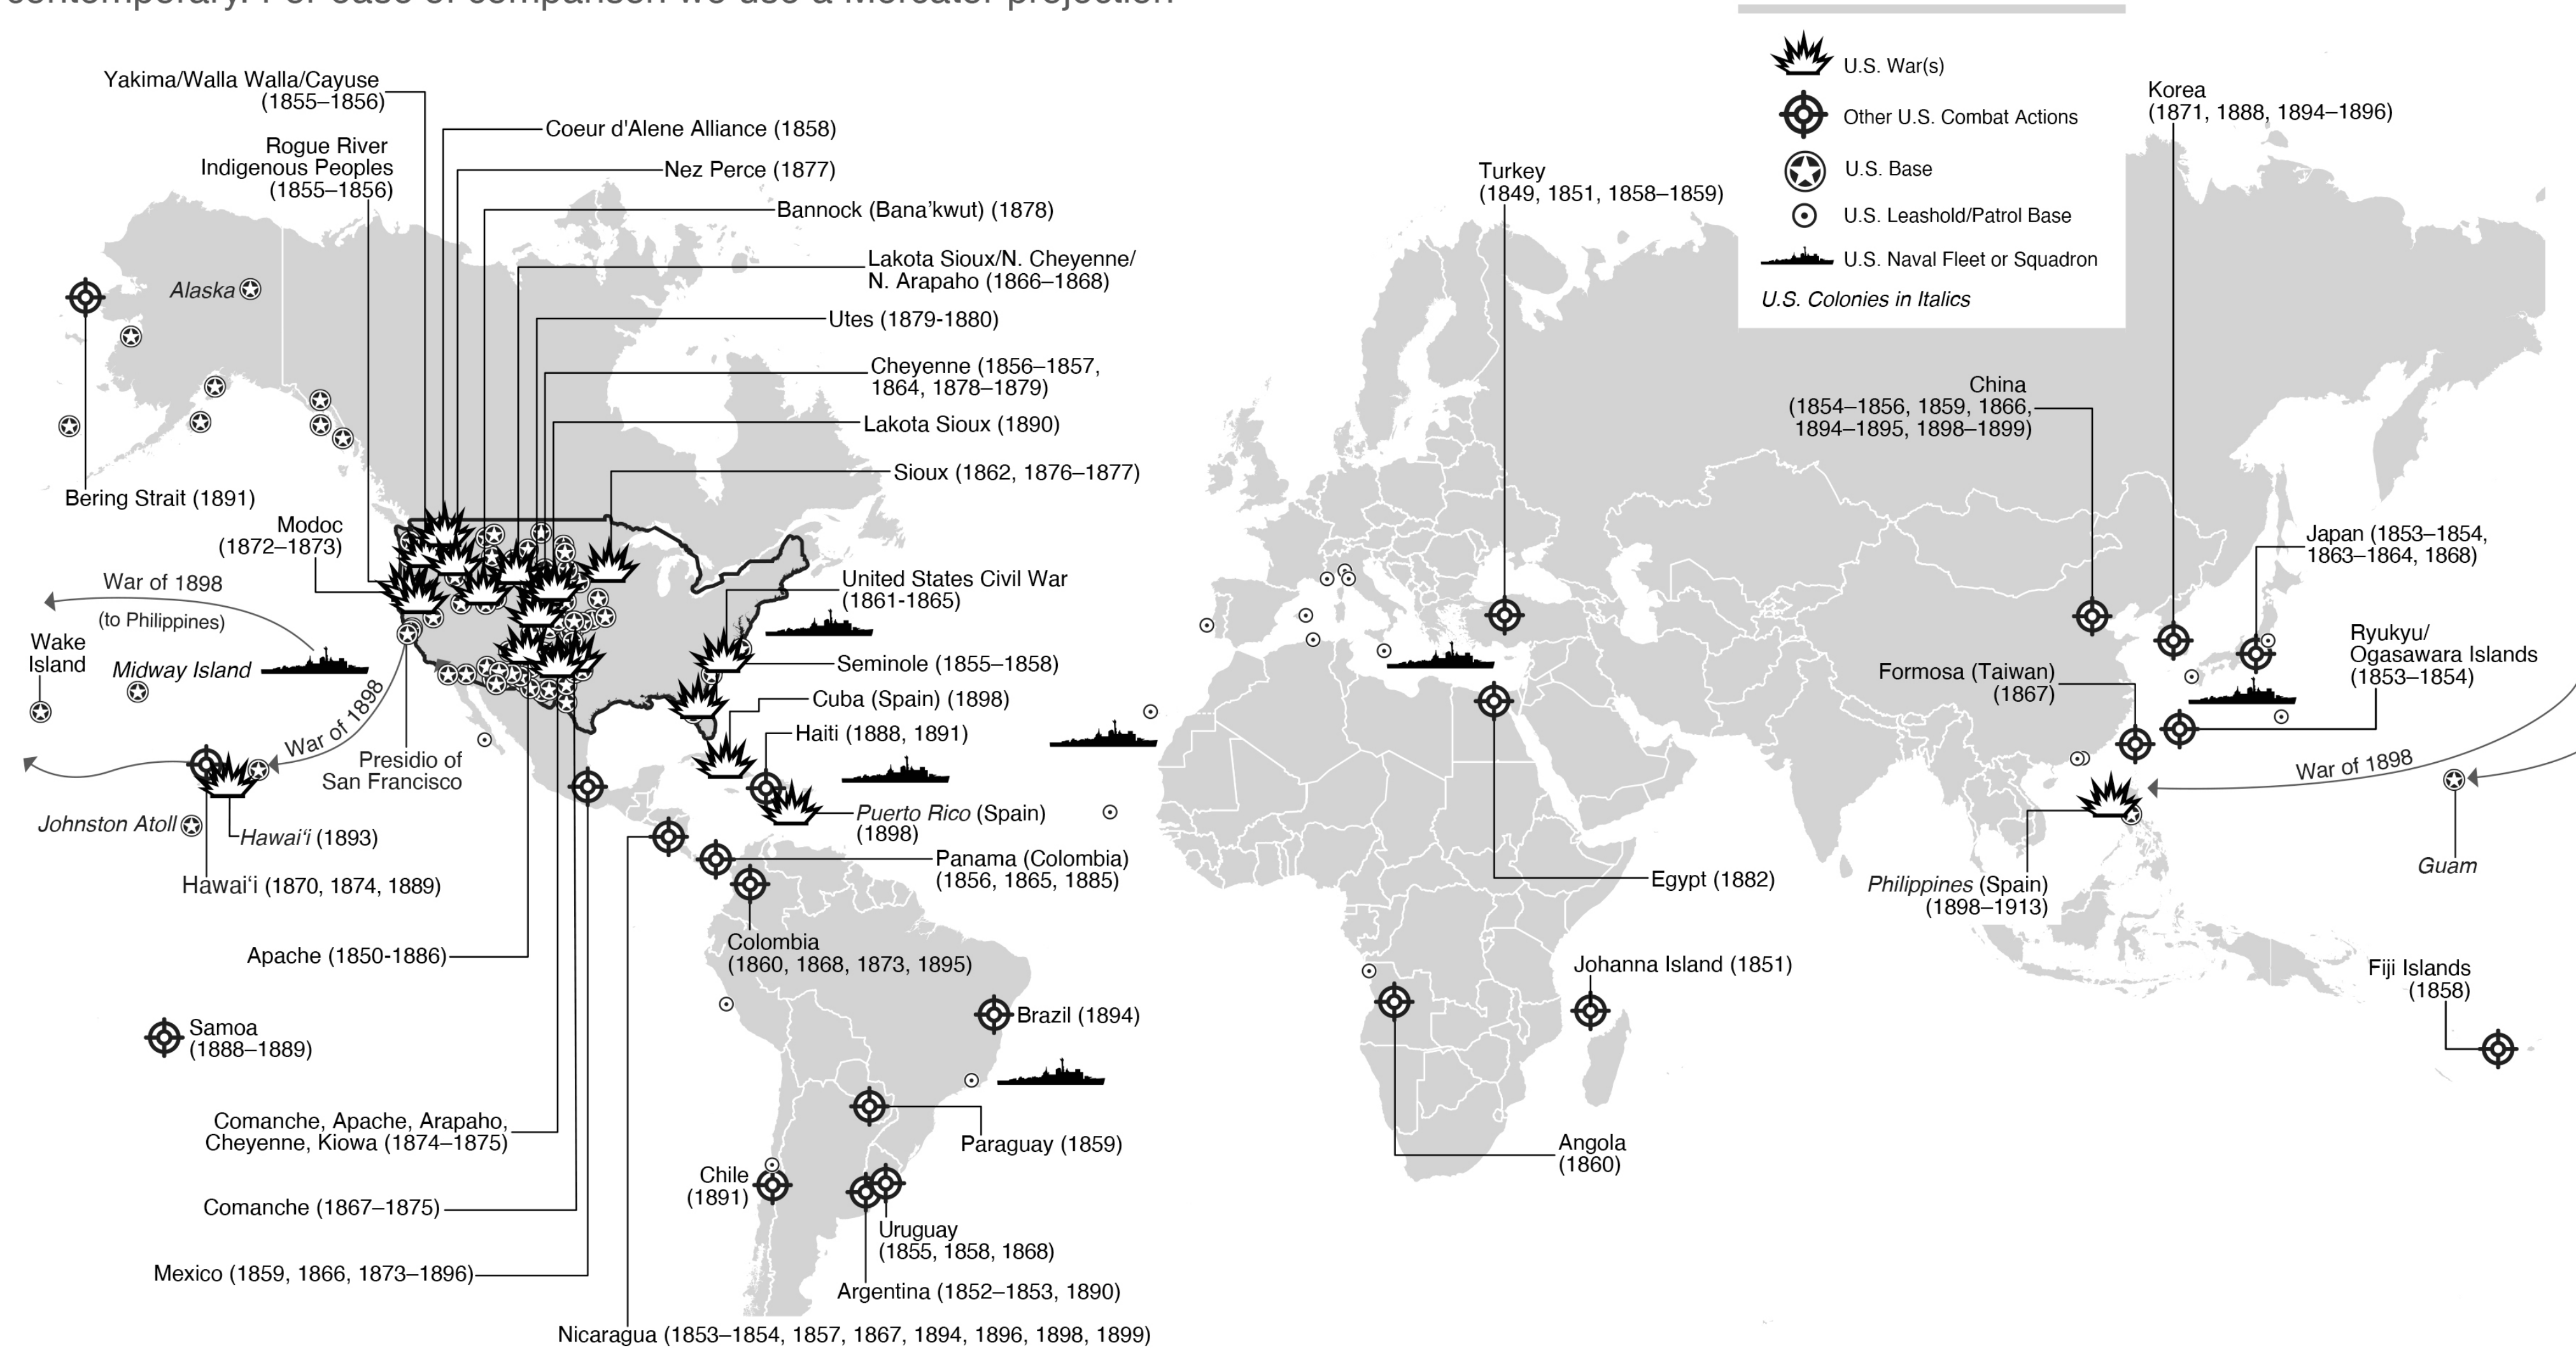 contemporary. For ease of comparison we use a Mercator projection
U.S. War(s)
Other U.S. Combat Actions
U.S. Base
U.S. Leashold/Patrol Base
U.S. Naval Fleet or Squadron
U.S. Colonies in Italics
Yakima/Walla Walla/Cayuse
(1855–1856)
Coeur d'Alene Alliance (1858)
Rogue River
Indigenous Peoples
(1855–1856)
Nez Perce (1877)
Bannock (Bana'kwut) (1878)
Lakota Sioux/N. Cheyenne/
N. Arapaho (1866–1868)
Alaska
Utes (1879-1880)
Cheyenne (1856–1857,
1864, 1878–1879)
Lakota Sioux (1890)
Sioux (1862, 1876–1877)
Bering Strait (1891)
Modoc
(1872–1873)
War of 1898
(to Philippines)
Wake
Island
Midway Island
United States Civil War
(1861-1865)
Seminole (1855–1858)
Cuba (Spain) (1898)
Haiti (1888, 1891)
War of 1898
Presidio of
San Francisco
Johnston Atoll
Hawai‘i (1893)
Hawai‘i (1870, 1874, 1889)
Puerto Rico (Spain)
(1898)
Panama (Colombia)
(1856, 1865, 1885)
Apache (1850-1886)
Colombia
(1860, 1868, 1873, 1895)
Samoa
(1888–1889)
Brazil (1894)
Comanche, Apache, Arapaho,
Cheyenne, Kiowa (1874–1875)
Paraguay (1859)
Chile
(1891)
Comanche (1867–1875)
Uruguay
(1855, 1858, 1868)
Mexico (1859, 1866, 1873–1896)
Argentina (1852–1853, 1890)
Nicaragua (1853–1854, 1857, 1867, 1894, 1896, 1898, 1899)
Turkey
(1849, 1851, 1858–1859)
Korea
(1871, 1888, 1894–1896)
China
(1854–1856, 1859, 1866,
1894–1895, 1898–1899)
Japan (1853–1854,
1863–1864, 1868)
Ryukyu/
Ogasawara Islands
(1853–1854)
Formosa (Taiwan)
(1867)
War of 1898
Guam
Egypt (1882)
Philippines (Spain)
(1898–1913)
Johanna Island (1851)
Fiji Islands
(1858)
Angola
(1860)